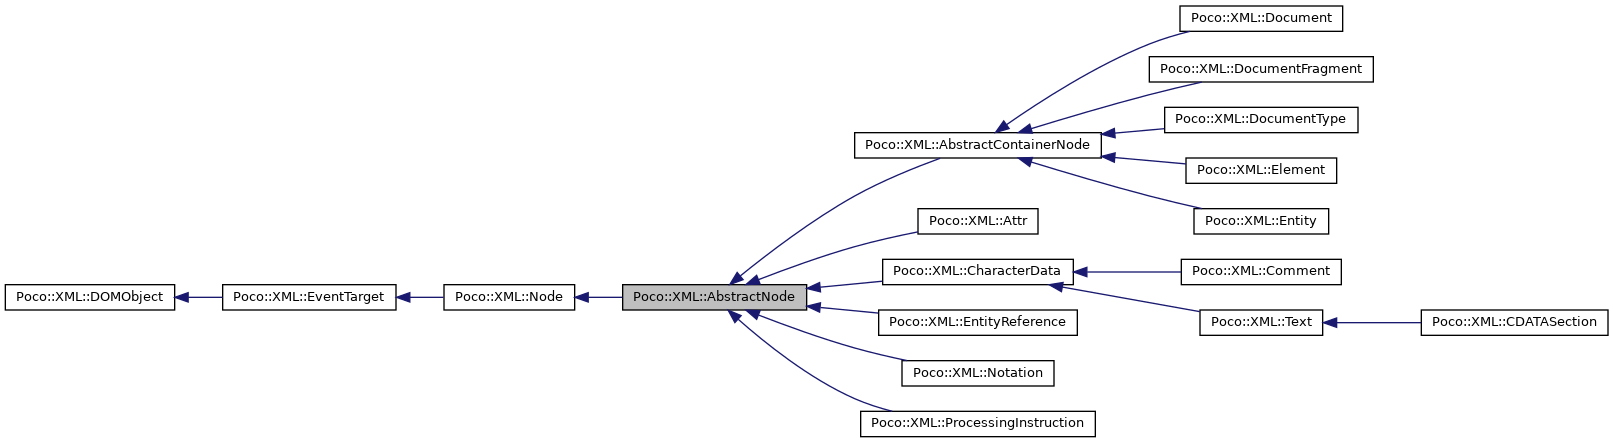 Poco::XML::Document
Poco::XML::DocumentFragment
Poco::XML::DocumentType
Poco::XML::AbstractContainerNode
Poco::XML::Element
Poco::XML::Entity
Poco::XML::Attr
Poco::XML::CharacterData
Poco::XML::Comment
Poco::XML::DOMObject
Poco::XML::EventTarget
Poco::XML::Node
Poco::XML::AbstractNode
Poco::XML::EntityReference
Poco::XML::Text
Poco::XML::CDATASection
Poco::XML::Notation
Poco::XML::ProcessingInstruction